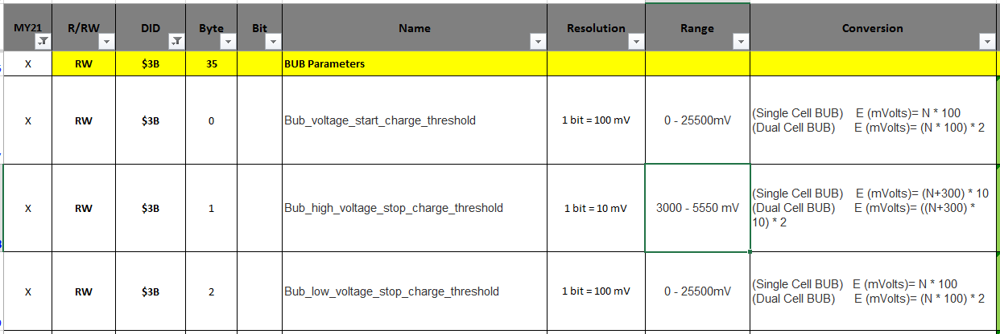 MY21 R/RW DID Byte Bit Name Resolution Range Conversion
X RW $3B 35 BUB Parameters
X RW $3B 0 Bub_voltage_start_charge_threshold 1 bit = 100 mV 0 - 25500mV (Single Cell BUB) E (mVolts)= N * 100
(Dual Cell BUB) E (mVolts)= (N * 100) * 2
X RW $3B 1 Bub_high_voltage_stop_charge_threshold 1 bit = 10 mV 3000 - 5550 mV (Single Cell BUB) E (mVolts)= (N+300) * 10
(Dual Cell BUB) E (mVolts)= ((N+300) *
10) * 2
X RW $3B 2 Bub_low_voltage_stop_charge_threshold 1 bit = 100 mV 0 - 25500mV (Single Cell BUB) E (mVolts)= N * 100
(Dual Cell BUB) E (mVolts)= (N * 100) * 2